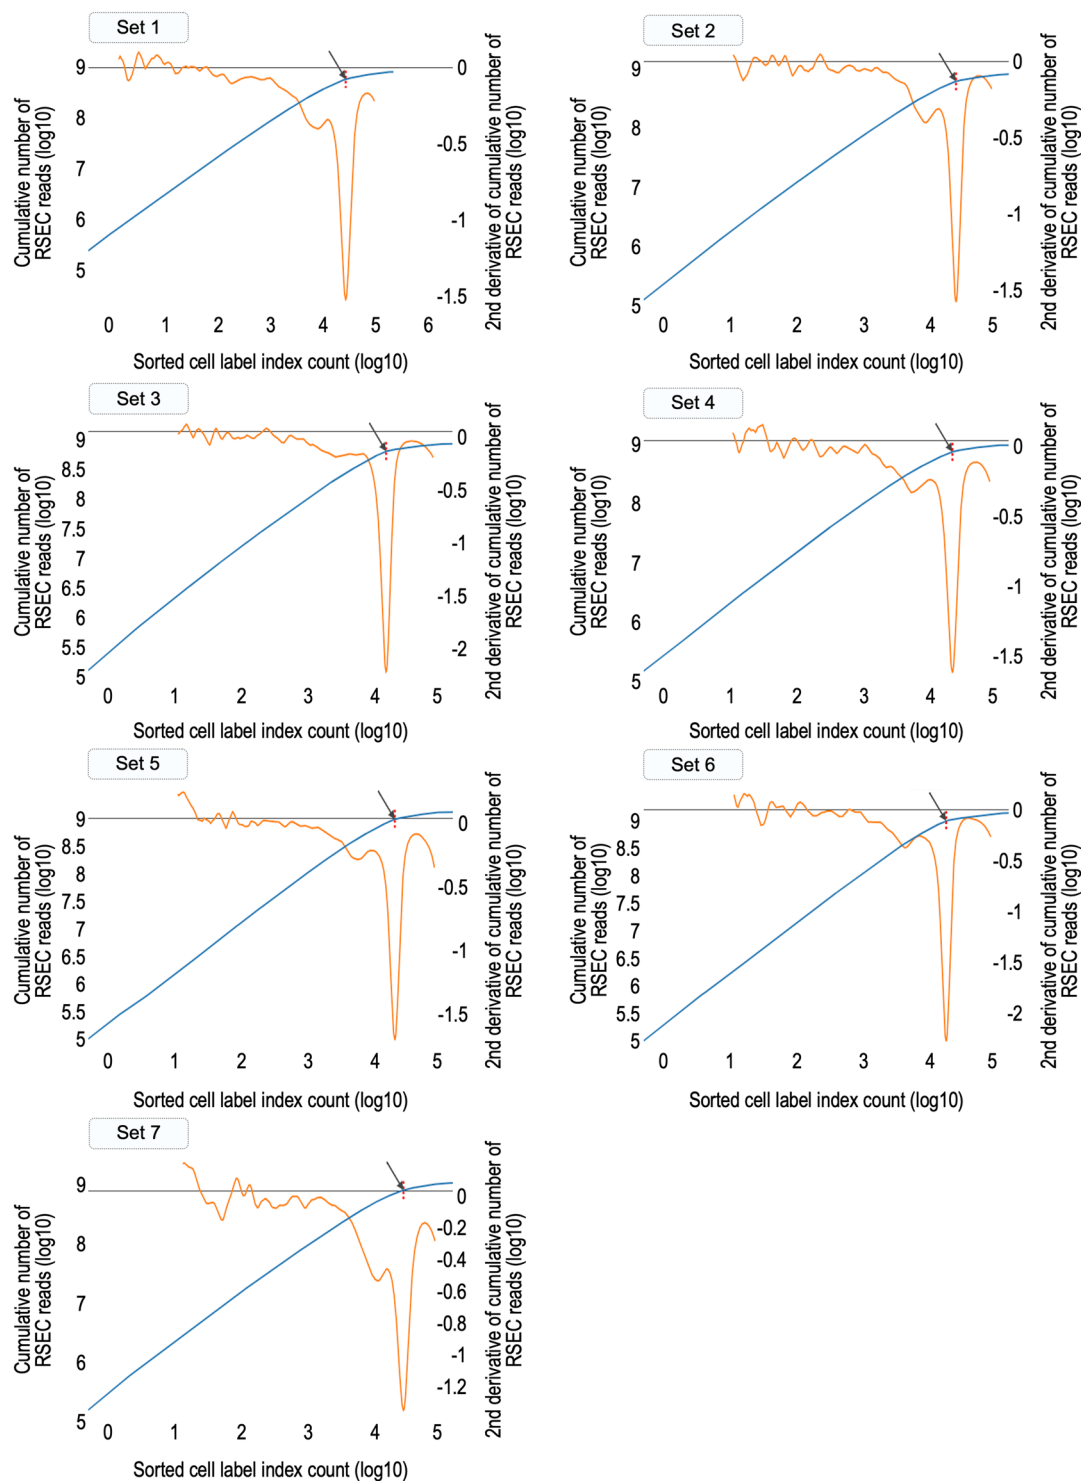 Set 1
9
8
7
6
5
Cumulative number of
RSEC reads (log10)
0
-0.5
-1
-1.5
2nd derivative of cumulative number of
RSEC reads (log10)
0 1 2 3 4 5 6
Sorted cell label index count (log10)
Set 2
9
8
7
6
5
Cumulative number of
RSEC reads (log10)
0
-0.5
-1
-1.5
2nd derivative of cumulative number of
RSEC reads (log10)
0 1 2 3 4 5
Sorted cell label index count (log10)
Set 3
9
8.5
8
7.5
7
6.5
6
5.5
5
Cumulative number of
RSEC reads (log10)
0
-0.5
-1
-1.5
-2
2nd derivative of cumulative number of
RSEC reads (log10)
0 1 2 3 4 5
Sorted cell label index count (log10)
Set 4
9
8
7
6
5
Cumulative number of
RSEC reads (log10)
0
-0.5
-1
-1.5
2nd derivative of cumulative number of
RSEC reads (log10)
0 1 2 3 4 5
Sorted cell label index count (log10)
Set 5
9
8.5
8
7.5
7
6.5
6
5.5
5
Cumulative number of
RSEC reads (log10)
0
-0.5
-1
-1.5
2nd derivative of cumulative number of
RSEC reads (log10)
0 1 2 3 4 5
Sorted cell label index count (log10)
Set 6
9
8.5
8
7.5
7
6.5
6
5.5
5
Cumulative number of
RSEC reads (log10)
0
-0.5
-1
-1.5
-2
2nd derivative of cumulative number of
RSEC reads (log10)
0 1 2 3 4 5
Sorted cell label index count (log10)
Set 7
9
8
7
6
5
Cumulative number of
RSEC reads (log10)
0
-0.2
-0.4
-0.6
-0.8
-1
-1.2
2nd derivative of cumulative number of
RSEC reads (log10)
0 1 2 3 4 5
Sorted cell label index count (log10)